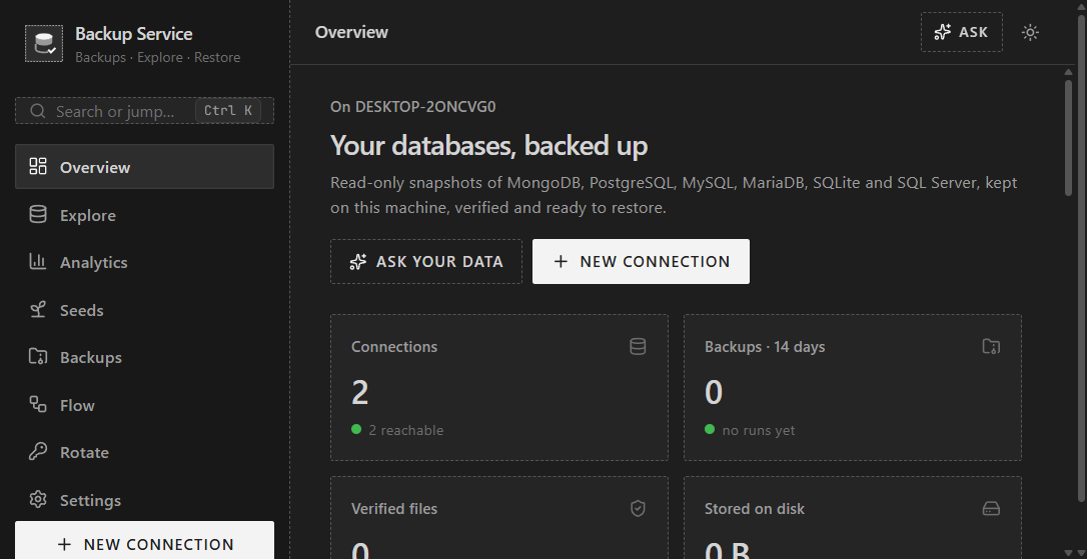 Backup Service
Backups · Explore · Restore
Search or jump... Ctrl K
Overview
Explore
Analytics
Seeds
Backups
Flow
Rotate
Settings
+ NEW CONNECTION
Overview
ASK
On DESKTOP-2ONCVG0
Your databases, backed up
Read-only snapshots of MongoDB, PostgreSQL, MySQL, MariaDB, SQLite and SQL Server, kept
on this machine, verified and ready to restore.
ASK YOUR DATA
+ NEW CONNECTION
Connections
2
2 reachable
Backups · 14 days
0
no runs yet
Verified files
0
Stored on disk
0 B